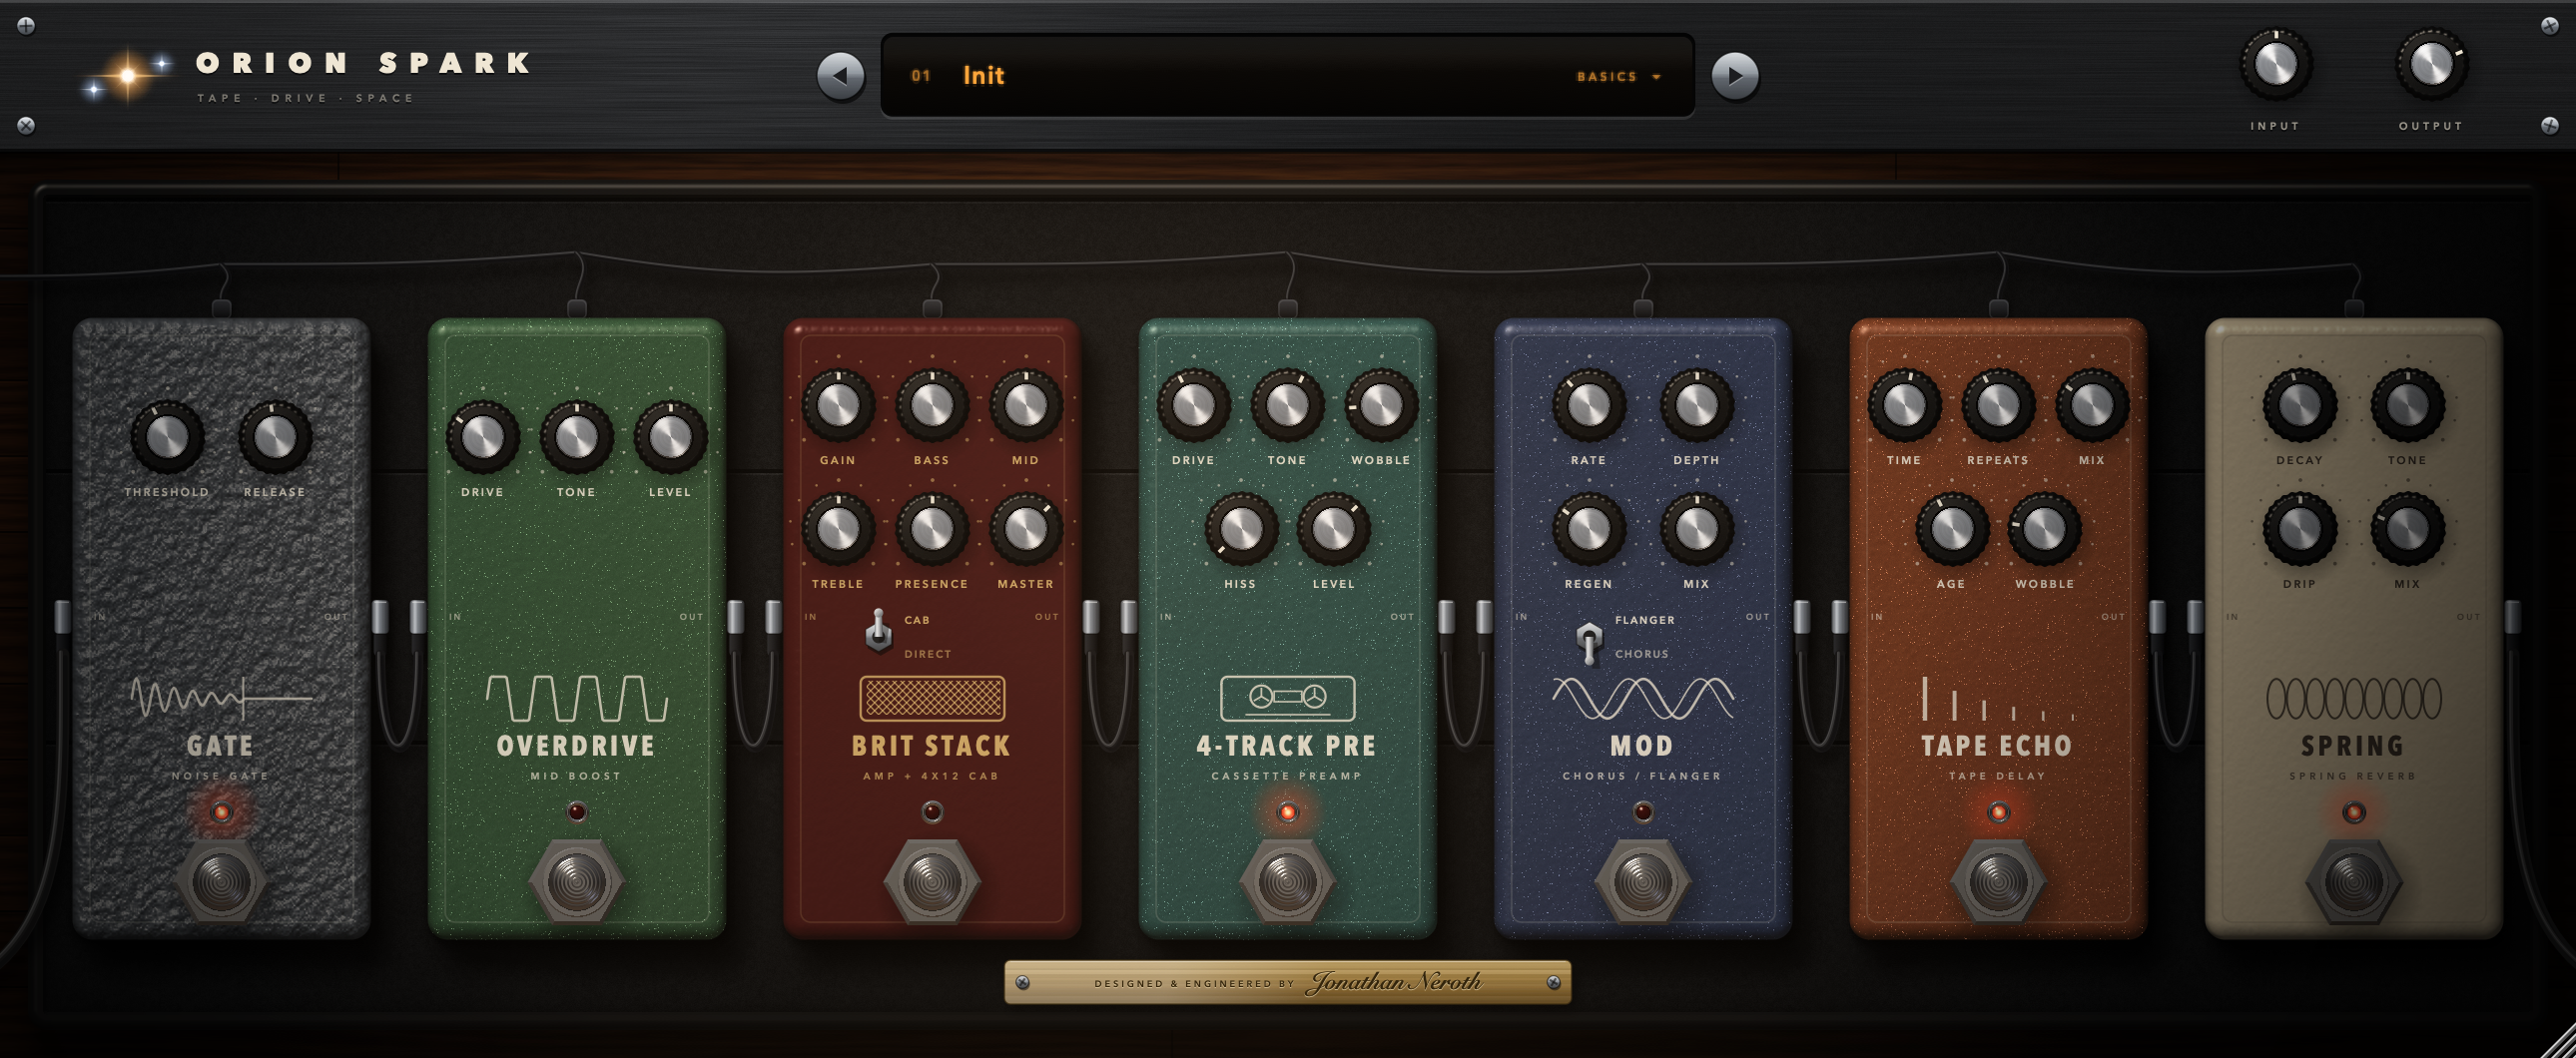 ORION SPARK
TAPE · DRIVE · SPACE
01 Init BASICS
INPUT OUTPUT
THRESHOLD RELEASE
IN OUT
GATE
NOISE GATE
DRIVE TONE LEVEL
IN OUT
OVERDRIVE
MID BOOST
GAIN BASS MID
TREBLE PRESENCE MASTER
IN CAB OUT
DIRECT
BRIT STACK
AMP + 4X12 CAB
DRIVE TONE WOBBLE
HISS LEVEL
IN OUT
4-TRACK PRE
CASSETTE PREAMP
RATE DEPTH
REGEN MIX
IN FLANGER OUT
CHORUS
MOD
CHORUS / FLANGER
TIME REPEATS MIX
AGE WOBBLE
IN OUT
TAPE ECHO
TAPE DELAY
DECAY TONE
DRIP MIX
IN OUT
SPRING
SPRING REVERB
DESIGNED & ENGINEERED BY Jonathan Neroth